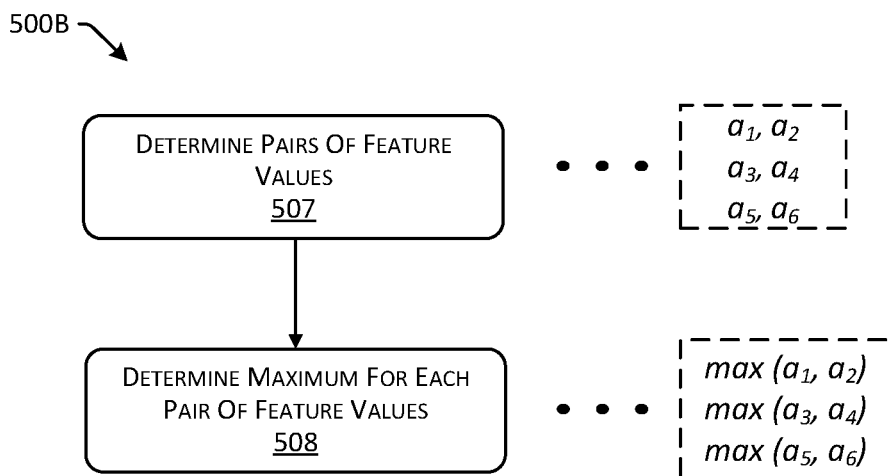 500B
DETERMINE PAIRS OF FEATURE
VALUES
507
a1, a2
a3, a4
a5, a6
DETERMINE MAXIMUM FOR EACH
PAIR OF FEATURE VALUES
508
max (a1, a2)
max (a3, a4)
max (a5, a6)